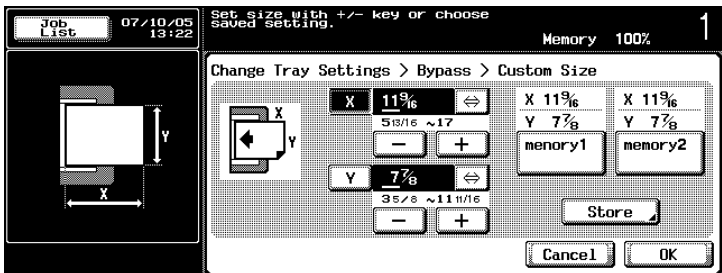 Job List
07/10/05
13:22
Set size with +/- key or choose
saved setting.
Memory 100%
1
Change Tray Settings > Bypass > Custom Size
X
Y
X
Y
X 11 9/16
5 13/16 ~17
- +
Y 7 7/8
3 5/8 ~11 11/16
- +
X 11 9/16
Y 7 7/8
menory1
X 11 9/16
Y 7 7/8
memory2
Store
Cancel
OK